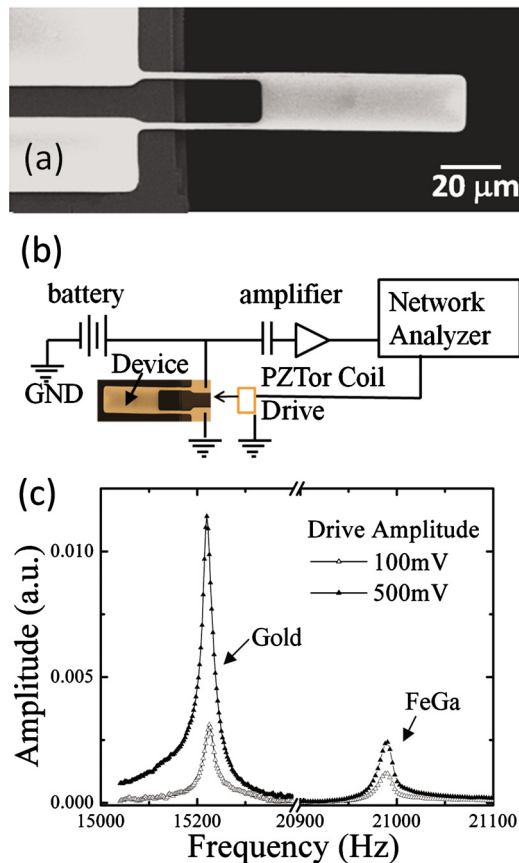 (a)
20 μm
(b)
battery
amplifier
Network
Analyzer
Device
GND
PZTor Coil
Drive
(c)
Amplitude (a.u.)
0.010
0.005
0.000
Drive Amplitude
100mV
500mV
Gold
FeGa
15000 15200 20900 21000 21100
Frequency (Hz)